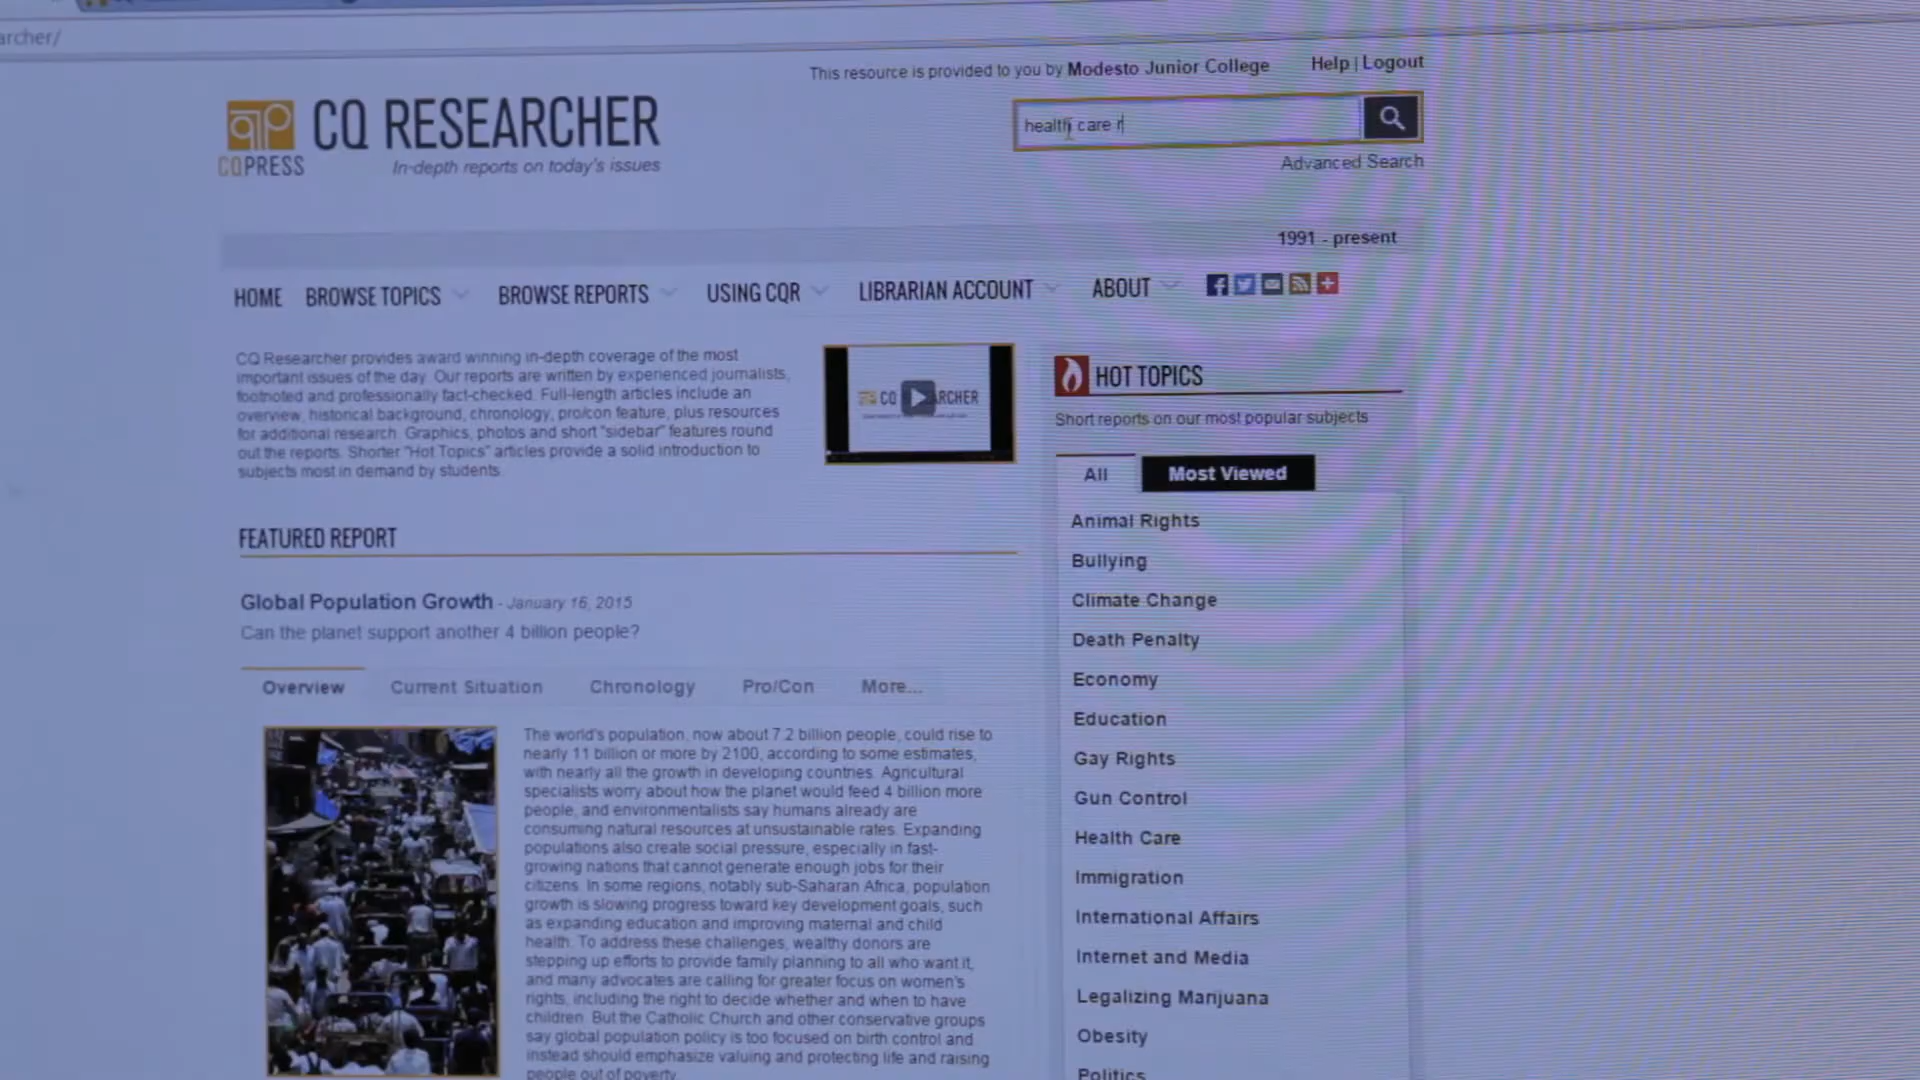 archer/
This resource is provided to you by Modesto Junior College
Help | Logout
CQ RESEARCHER
CQPRESS
In-depth reports on today's issues
health care r
Advanced Search
1991 - present
HOME
BROWSE TOPICS
BROWSE REPORTS
USING CQR
LIBRARIAN ACCOUNT
ABOUT
CQ Researcher provides award winning in-depth coverage of the most
important issues of the day. Our reports are written by experienced journalists,
footnoted and professionally fact-checked. Full-length articles include an
overview, historical background, chronology, pro/con feature, plus resources
for additional research. Graphics, photos and short "sidebar" features round
out the reports. Shorter "Hot Topics" articles provide a solid introduction to
subjects most in demand by students.
FEATURED REPORT
Global Population Growth - January 16, 2015
Can the planet support another 4 billion people?
Overview
Current Situation
Chronology
Pro/Con
More...
The world's population, now about 7.2 billion people, could rise to
nearly 11 billion or more by 2100, according to some estimates,
with nearly all the growth in developing countries. Agricultural
specialists worry about how the planet would feed 4 billion more
people, and environmentalists say humans already are
consuming natural resources at unsustainable rates. Expanding
populations also create social pressure, especially in fast-
growing nations that cannot generate enough jobs for their
citizens. In some regions, notably sub-Saharan Africa, population
growth is slowing progress toward key development goals, such
as expanding education and improving maternal and child
health. To address these challenges, wealthy donors are
stepping up efforts to provide family planning to all who want it,
and many advocates are calling for greater focus on women's
rights, including the right to decide whether and when to have
children. But the Catholic Church and other conservative groups
say global population policy is too focused on birth control and
instead should emphasize valuing and protecting life and raising
people out of poverty.
HOT TOPICS
Short reports on our most popular subjects
All
Most Viewed
Animal Rights
Bullying
Climate Change
Death Penalty
Economy
Education
Gay Rights
Gun Control
Health Care
Immigration
International Affairs
Internet and Media
Legalizing Marijuana
Obesity
Politics